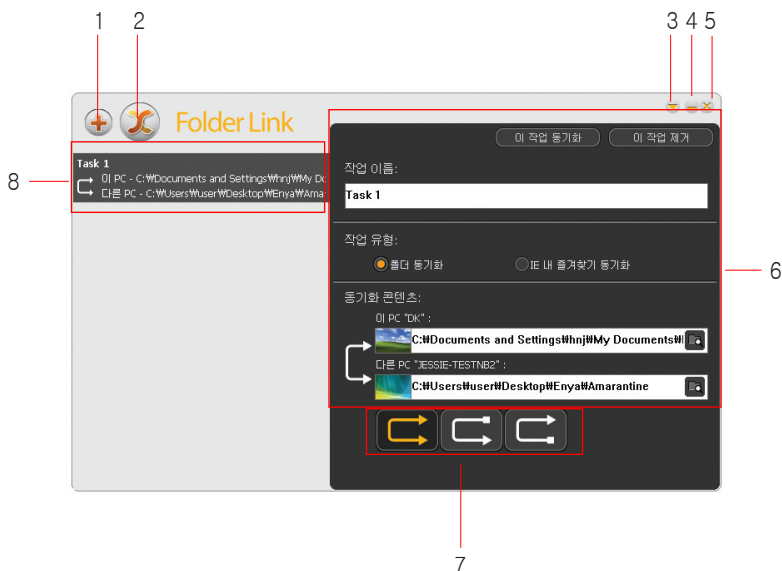 1 2 3 4 5
Folder Link
이 작업 동기화 이 작업 제거
8
Task 1
이 PC - C:₩Documents and Settings₩hnj₩My Do
다른 PC - C:₩Users₩user₩Desktop₩Enya₩Amar
작업 이름:
Task 1
작업 유형:
폴더 동기화 IE 내 즐겨찾기 동기화
6
동기화 콘텐츠:
이 PC "DK" :
C:₩Documents and Settings₩hnj₩My Documents₩
다른 PC "JESSIE-TESTNB2" :
C:₩Users₩user₩Desktop₩Enya₩Amarantine
7